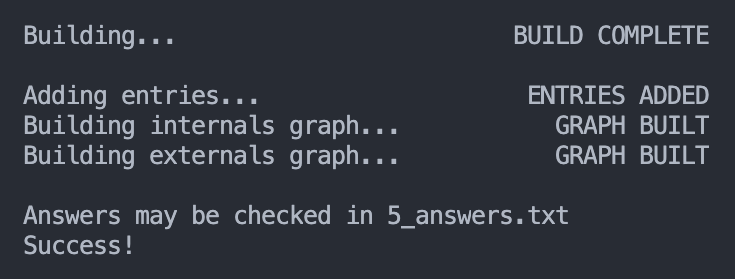 Building... BUILD COMPLETE
Adding entries... ENTRIES ADDED
Building internals graph... GRAPH BUILT
Building externals graph... GRAPH BUILT
Answers may be checked in 5_answers.txt
Success!